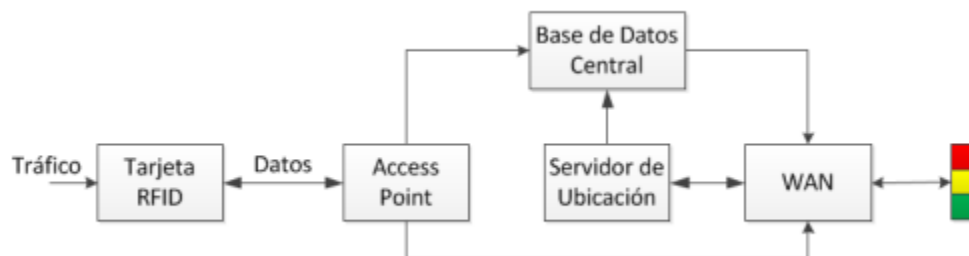 Base de Datos
Central
Tráfico
Tarjeta
RFID
Datos
Access
Point
Servidor de
Ubicación
WAN